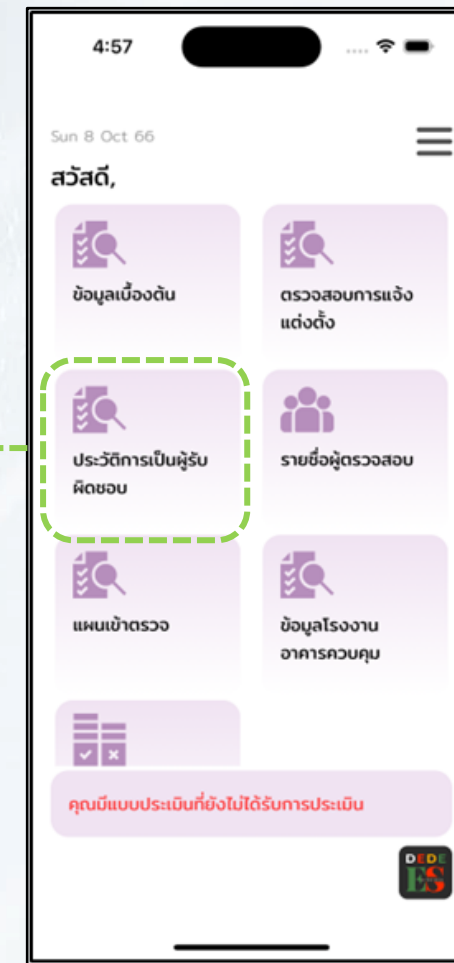 4:57
Sun 8 Oct 66
สวัสดี,
ข้อมูลเบื้องต้น
ตรวจสอบการแจ้ง
แต่งตั้ง
ประวัติการเป็นผู้รับ
ผิดชอบ
รายชื่อผู้ตรวจสอบ
แผนเข้าตรวจ
ข้อมูลโรงงาน
อาคารควบคุม
คุณมีแบบประเมินที่ยังไม่ได้รับการประเมิน
DEDE
ES